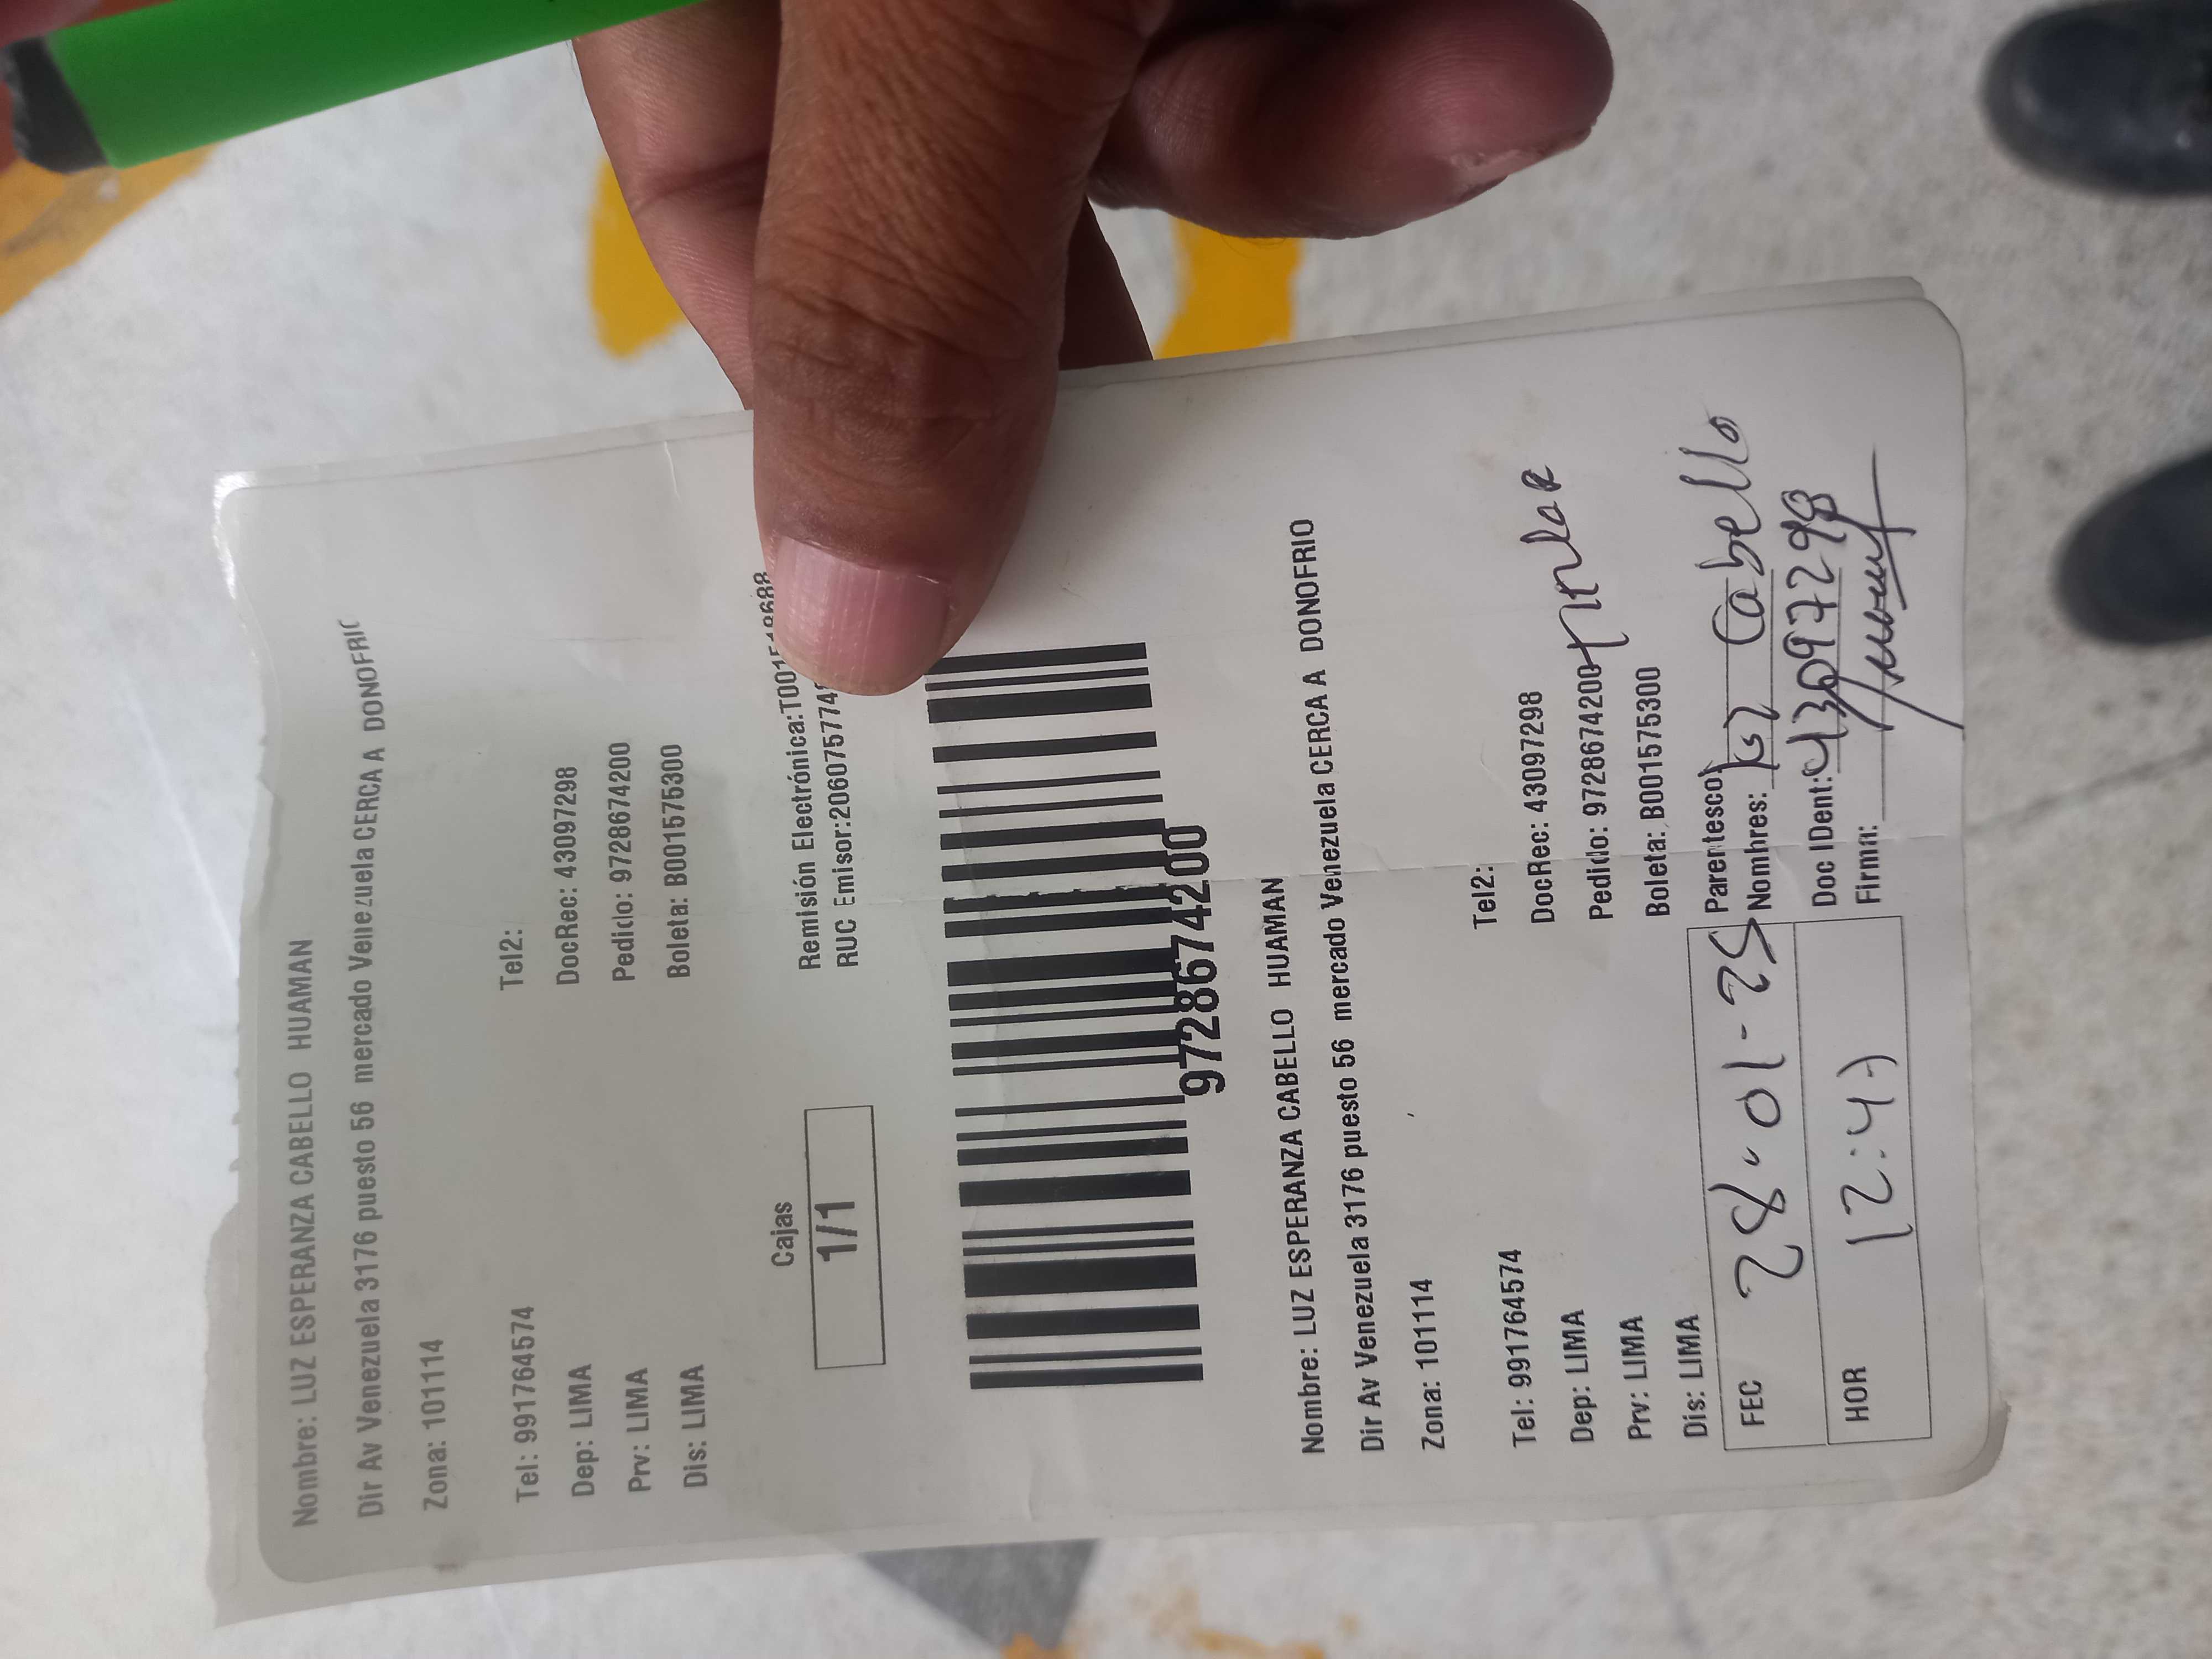 Nombre: LUZ ESPERANZA CABELLO HUAMAN
Dir Av Venezuela 3176 puesto 56 mercado Venezuela CERCA A DONOFRIO
Zona: 101114
Tel: 991764574 Tel2:
Dep: LIMA DocRec: 43097298
Prv: LIMA Pedido: 9728674200
Dis: LIMA Boleta: B001575300
Cajas
1/1
Remisión Electrónica:
RUC Emisor:
9728674200
Nombre: LUZ ESPERANZA CABELLO HUAMAN
Dir Av Venezuela 3176 puesto 56 mercado Venezuela CERCA A DONOFRIO
Zona: 101114
Tel: 991764574 Tel2:
Dep: LIMA DocRec: 43097298
Prv: LIMA Pedido: 9728674200
Dis: LIMA Boleta: B001575300
FEC 28-01-25
HOR 12:47
Parentesco: Titular
Nombres: Luz Cabello
Doc IDent: 43097298
Firma: